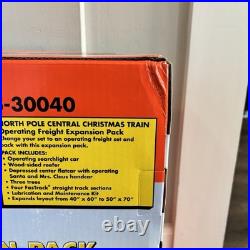 -30040
NORTH POLE CENTRAL CHRISTMAS TRAIN
Operating Freight Expansion Pack
Change your set to an operating freight set and
pack with this expansion pack.
PACK INCLUDES:
• Operating searchlight car
• Wood-sided reefer
• Depressed center flatcar with operating
Santa and Mrs. Claus handcar
• Three trees
• Four FasTrack® straight track sections
• Lubrication and Maintenance Kit
• Expands layout from 40" x 60" to 50" x 70"
N PACK